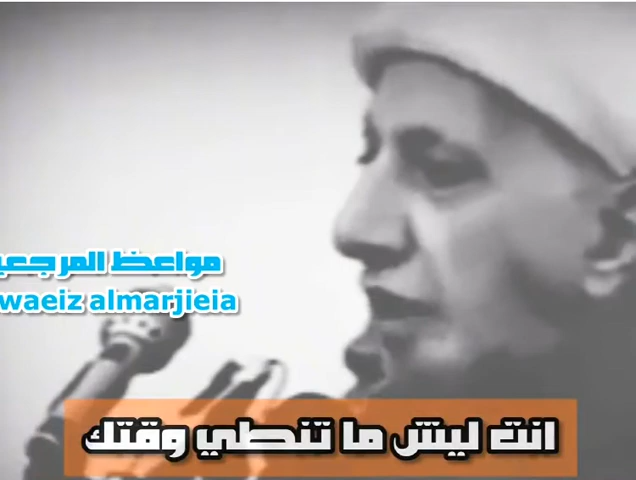 مواعظ المرجعي
waeiz almarjieia
انت ليش ما تنطي وقتك